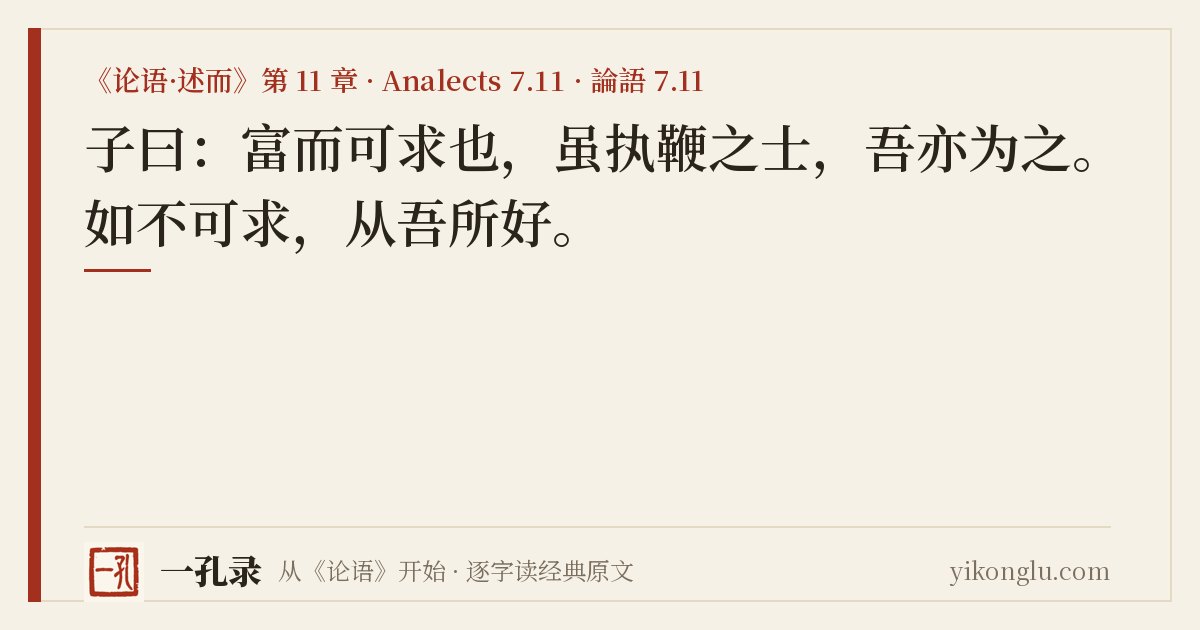 《论语·述而》第 11 章 · Analects 7.11 · 論語 7.11
子曰：富而可求也，虽执鞭之士，吾亦为之。
如不可求，从吾所好。
一孔
一孔录 从《论语》开始 · 逐字读经典原文 yikonglu.com